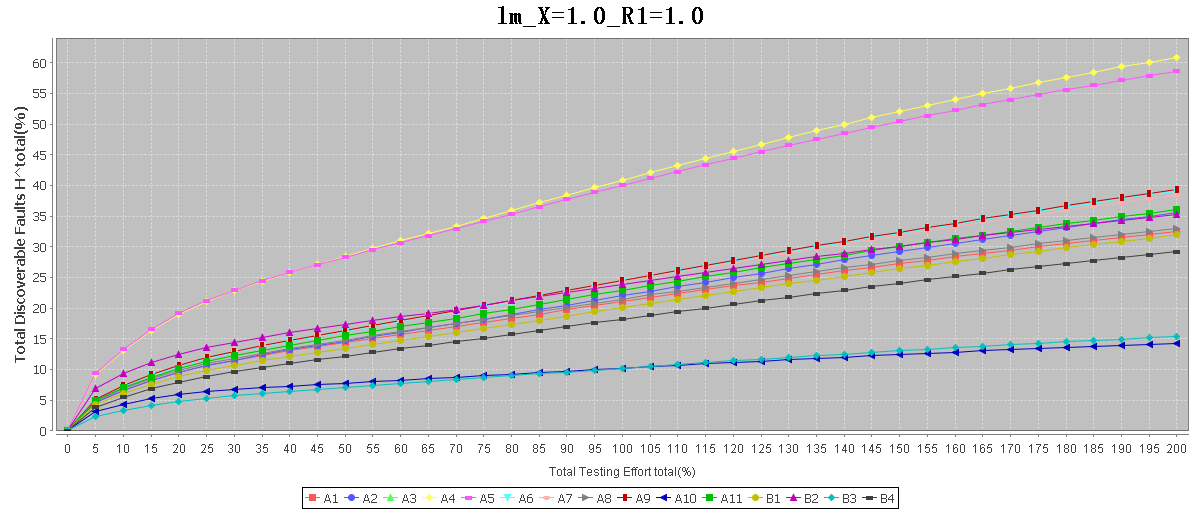 lm_X=1.0_R1=1.0
Total Discoverable Faults H^total(%)
60
55
50
45
40
35
30
25
20
15
10
5
0
0 5 10 15 20 25 30 35 40 45 50 55 60 65 70 75 80 85 90 95 100 105 110 115 120 125 130 135 140 145 150 155 160 165 170 175 180 185 190 195 200
Total Testing Effort total(%)
A1 A2 A3 A4 A5 A6 A7 A8 A9 A10 A11 B1 B2 B3 B4